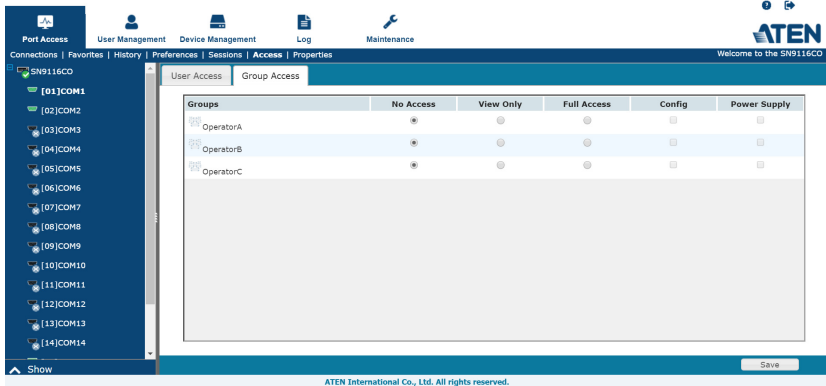 Port Access User Management Device Management Log Maintenance
ATEN
Connections | Favorites | History | Preferences | Sessions | Access | Properties Welcome to the SN9116CO
SN9116CO
[01]COM1
[02]COM2
[03]COM3
[04]COM4
[05]COM5
[06]COM6
[07]COM7
[08]COM8
[09]COM9
[10]COM10
[11]COM11
[12]COM12
[13]COM13
[14]COM14
Show
User Access Group Access
Groups No Access View Only Full Access Config Power Supply
OperatorA
OperatorB
OperatorC
Save
ATEN International Co., Ltd. All rights reserved.